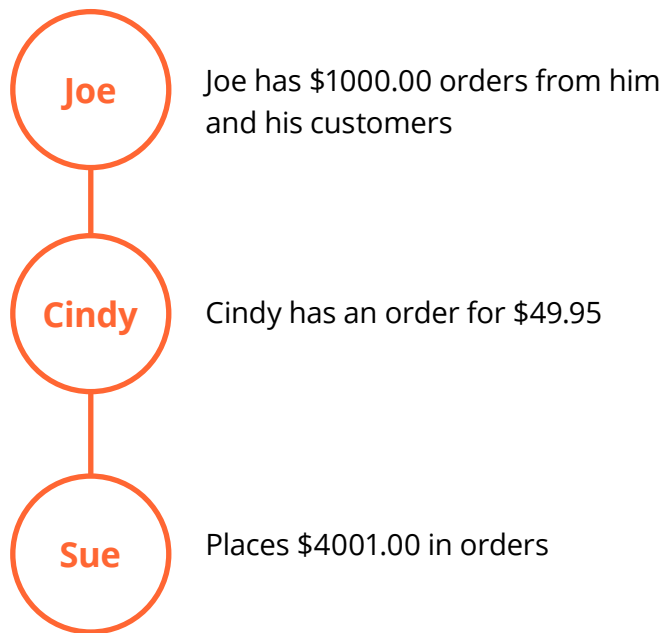 Joe
Joe has $1000.00 orders from him
and his customers
Cindy
Cindy has an order for $49.95
Sue
Places $4001.00 in orders